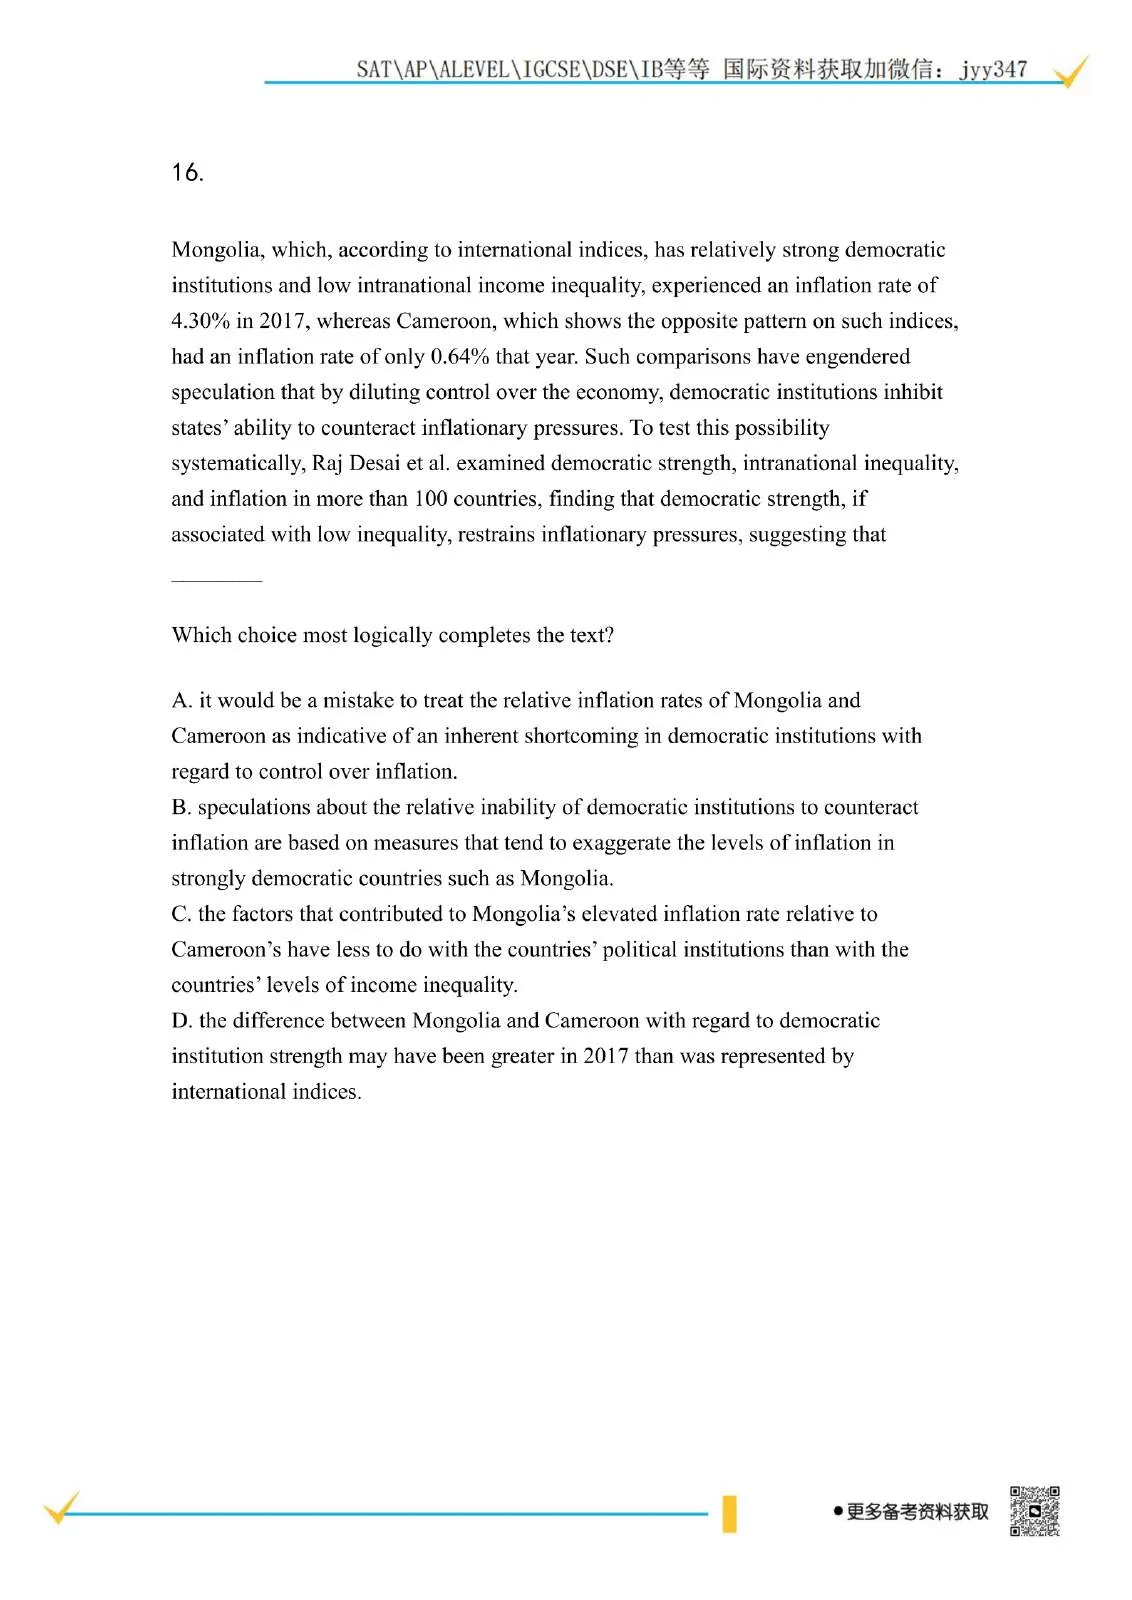 SAT\AP\ALEVEL\IGCSE\DSE\IB等等 国际资料获取加微信：jyy347
16.
Mongolia, which, according to international indices, has relatively strong democratic
institutions and low intranational income inequality, experienced an inflation rate of
4.30% in 2017, whereas Cameroon, which shows the opposite pattern on such indices,
had an inflation rate of only 0.64% that year. Such comparisons have engendered
speculation that by diluting control over the economy, democratic institutions inhibit
states’ ability to counteract inflationary pressures. To test this possibility
systematically, Raj Desai et al. examined democratic strength, intranational inequality,
and inflation in more than 100 countries, finding that democratic strength, if
associated with low inequality, restrains inflationary pressures, suggesting that
________
Which choice most logically completes the text?
A. it would be a mistake to treat the relative inflation rates of Mongolia and
Cameroon as indicative of an inherent shortcoming in democratic institutions with
regard to control over inflation.
B. speculations about the relative inability of democratic institutions to counteract
inflation are based on measures that tend to exaggerate the levels of inflation in
strongly democratic countries such as Mongolia.
C. the factors that contributed to Mongolia’s elevated inflation rate relative to
Cameroon’s have less to do with the countries’ political institutions than with the
countries’ levels of income inequality.
D. the difference between Mongolia and Cameroon with regard to democratic
institution strength may have been greater in 2017 than was represented by
international indices.
●更多备考资料获取